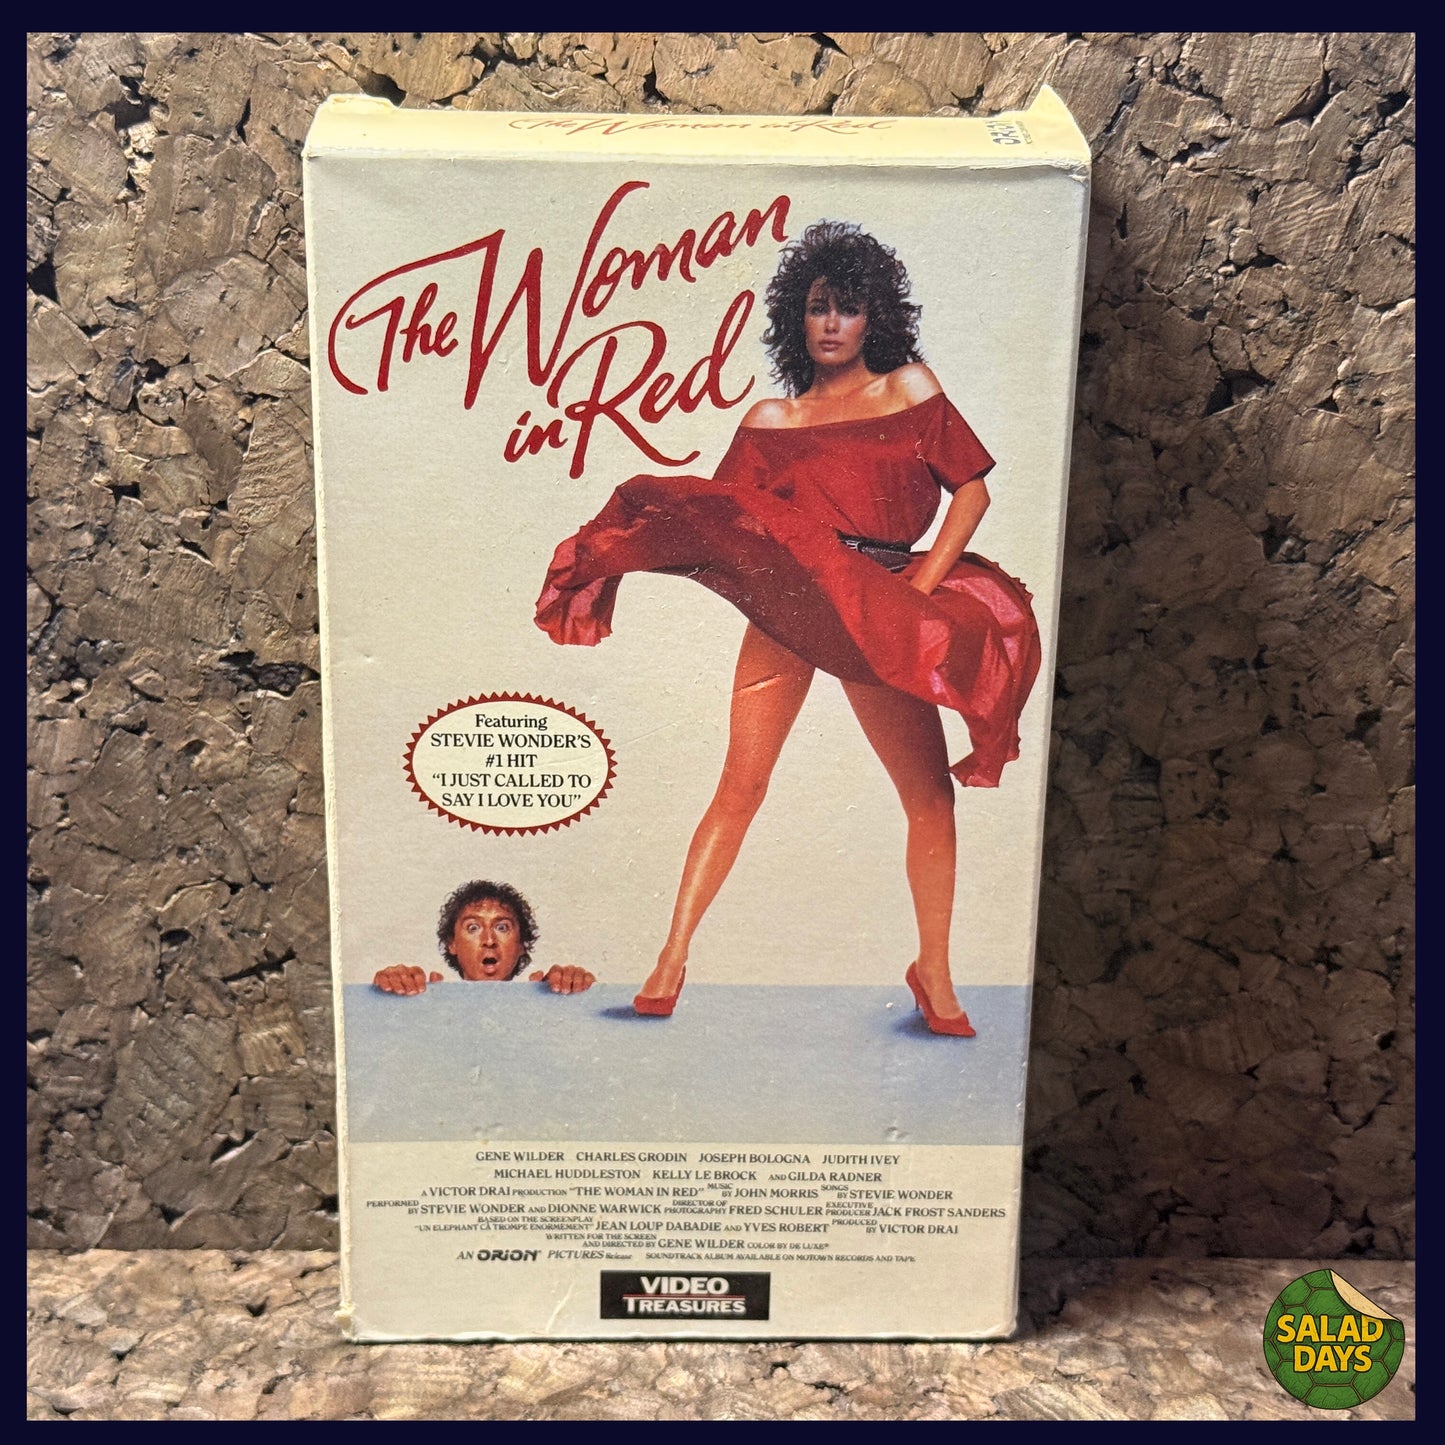 The Woman in Red
The Woman
in Red
Featuring
STEVIE WONDER'S
#1 HIT
"I JUST CALLED TO
SAY I LOVE YOU"
GENE WILDER CHARLES GRODIN JOSEPH BOLOGNA JUDITH IVEY
MICHAEL HUDDLESTON KELLY LE BROCK AND GILDA RADNER
A VICTOR DRAI PRODUCTION "THE WOMAN IN RED" MUSIC BY JOHN MORRIS SONGS BY STEVIE WONDER
PERFORMED BY STEVIE WONDER AND DIONNE WARWICK DIRECTOR OF PHOTOGRAPHY FRED SCHULER EXECUTIVE PRODUCER JACK FROST SANDERS
BASED ON THE SCREENPLAY "UN ELEPHANT CA TROMPE ENORMEMENT" JEAN LOUP DABADIE AND YVES ROBERT PRODUCED BY VICTOR DRAI
WRITTEN FOR THE SCREEN AND DIRECTED BY GENE WILDER COLOR BY DE LUXE®
AN ORION PICTURES Release SOUNDTRACK ALBUM AVAILABLE ON MOTOWN RECORDS AND TAPE
VIDEO
TREASURES
SALAD
DAYS